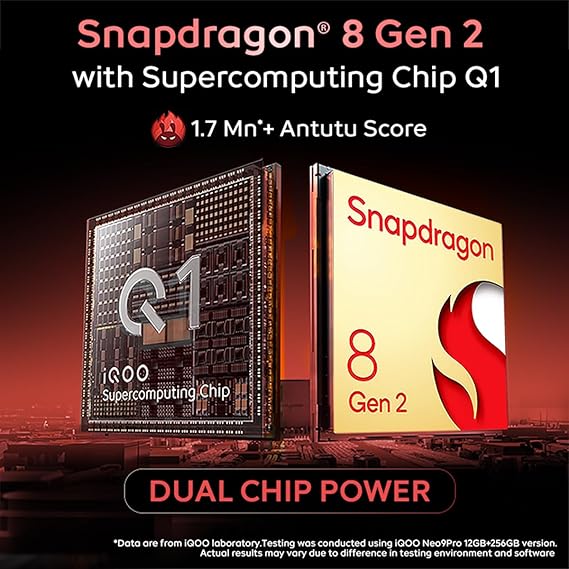 Snapdragon® 8 Gen 2
with Supercomputing Chip Q1
1.7 Mn*+ Antutu Score
Q1
iQOO
Supercomputing Chip
Snapdragon
8
Gen 2
DUAL CHIP POWER
*Data are from iQOO laboratory.Testing was conducted using iQOO Neo9Pro 12GB+256GB version.
Actual results may vary due to difference in testing environment and software